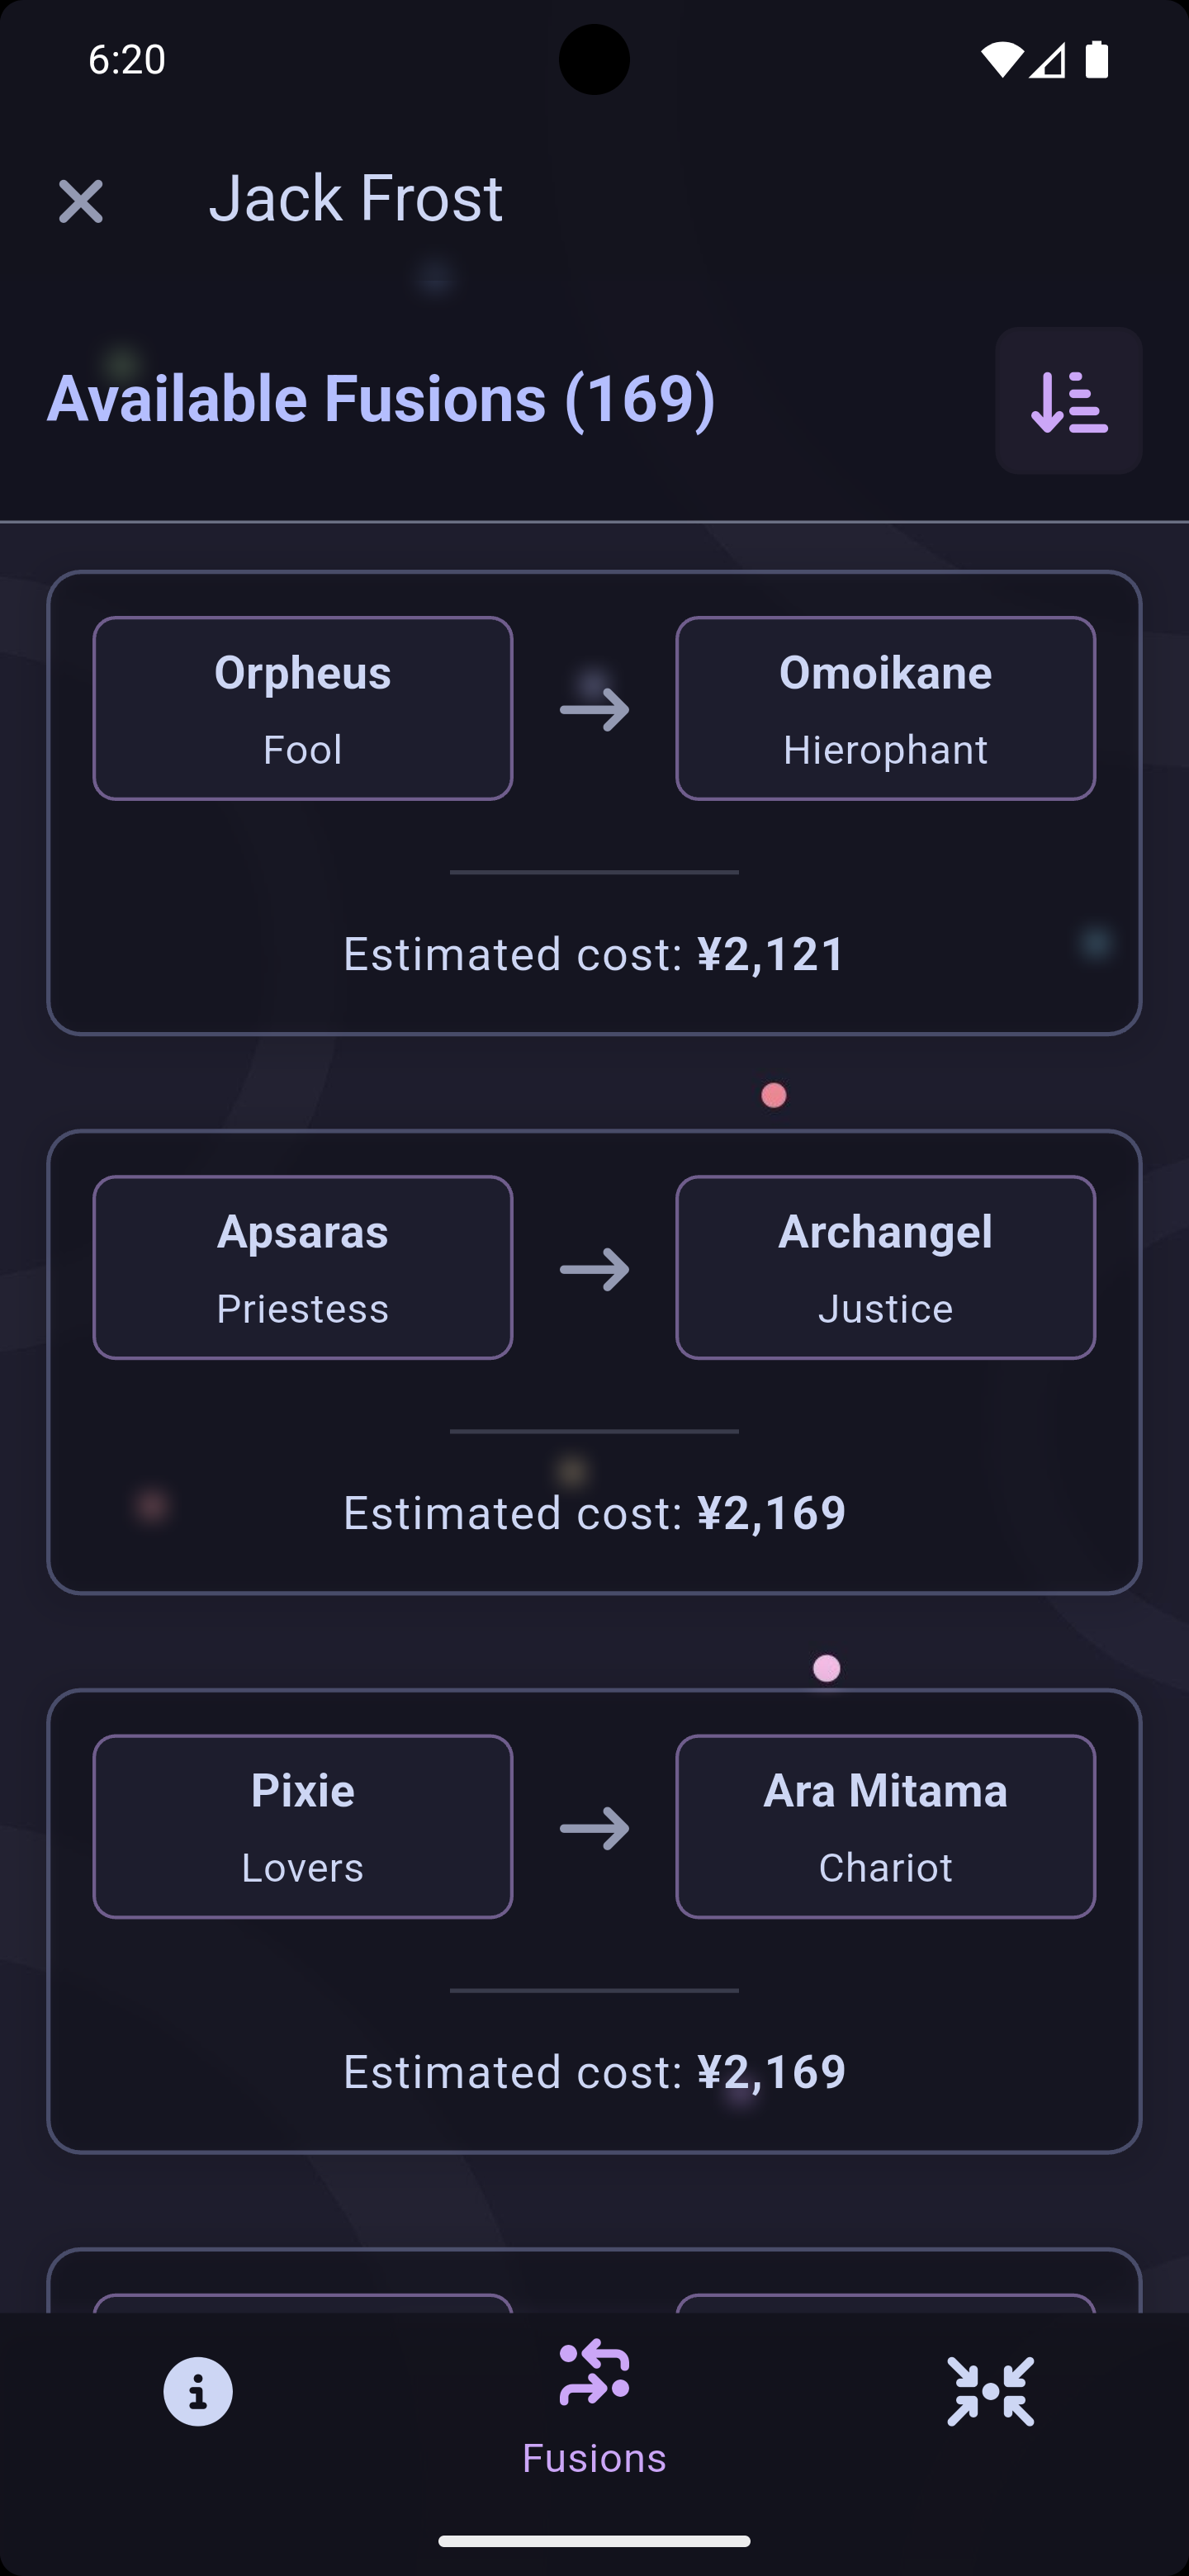 6:20
Jack Frost
Available Fusions (169)
Orpheus
Fool
Omoikane
Hierophant
Estimated cost: ¥2,121
Apsaras
Priestess
Archangel
Justice
Estimated cost: ¥2,169
Pixie
Lovers
Ara Mitama
Chariot
Estimated cost: ¥2,169
Fusions